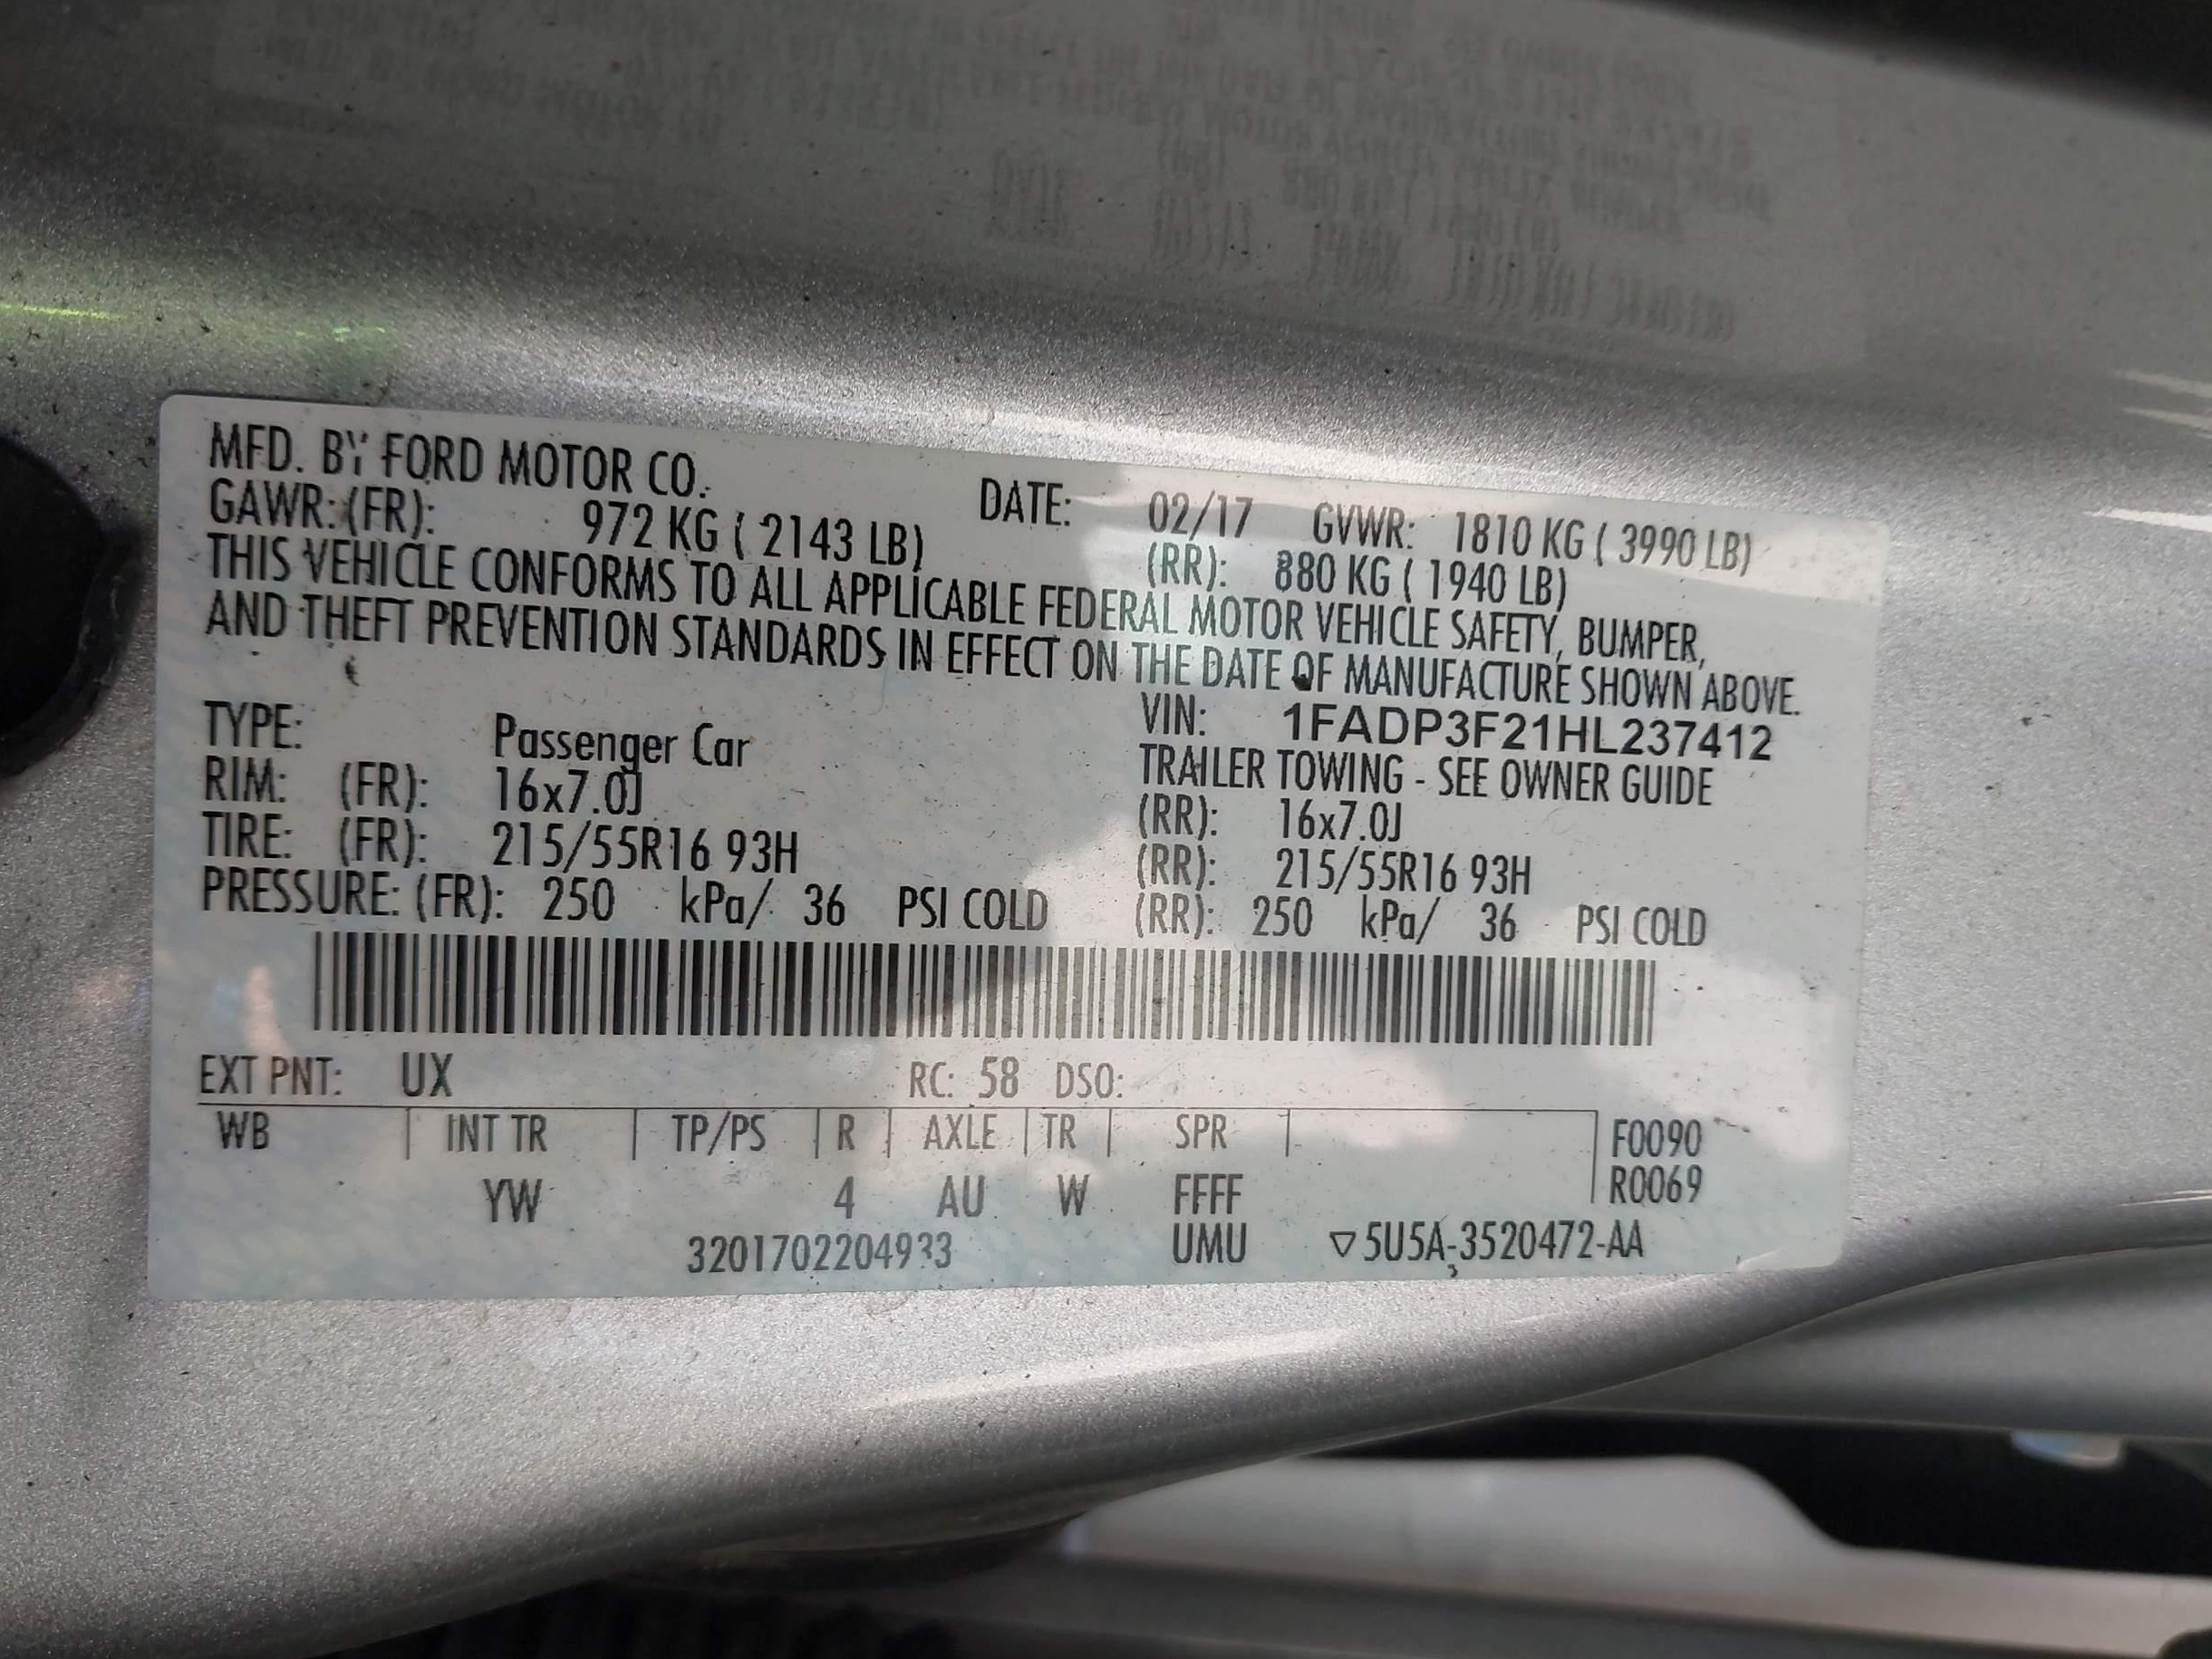 MFD. BY FORD MOTOR CO.
DATE: 02/17 GVWR: 1810 KG ( 3990 LB)
GAWR: (FR): 972 KG ( 2143 LB) (RR): 880 KG ( 1940 LB)
THIS VEHICLE CONFORMS TO ALL APPLICABLE FEDERAL MOTOR VEHICLE SAFETY, BUMPER,
AND THEFT PREVENTION STANDARDS IN EFFECT ON THE DATE OF MANUFACTURE SHOWN ABOVE.
VIN: 1FADP3F21HL237412
TYPE: Passenger Car TRAILER TOWING - SEE OWNER GUIDE
RIM: (FR): 16x7.0J (RR): 16x7.0J
TIRE: (FR): 215/55R16 93H (RR): 215/55R16 93H
PRESSURE: (FR): 250 kPa/ 36 PSI COLD (RR): 250 kPa/ 36 PSI COLD
EXT PNT: UX RC: 58 DSO:
WB | INT TR | TP/PS | R | AXLE | TR | SPR | F0090
R0069
YW 4 AU W FFFF
3201702204933 UMU ▽5U5A-3520472-AA